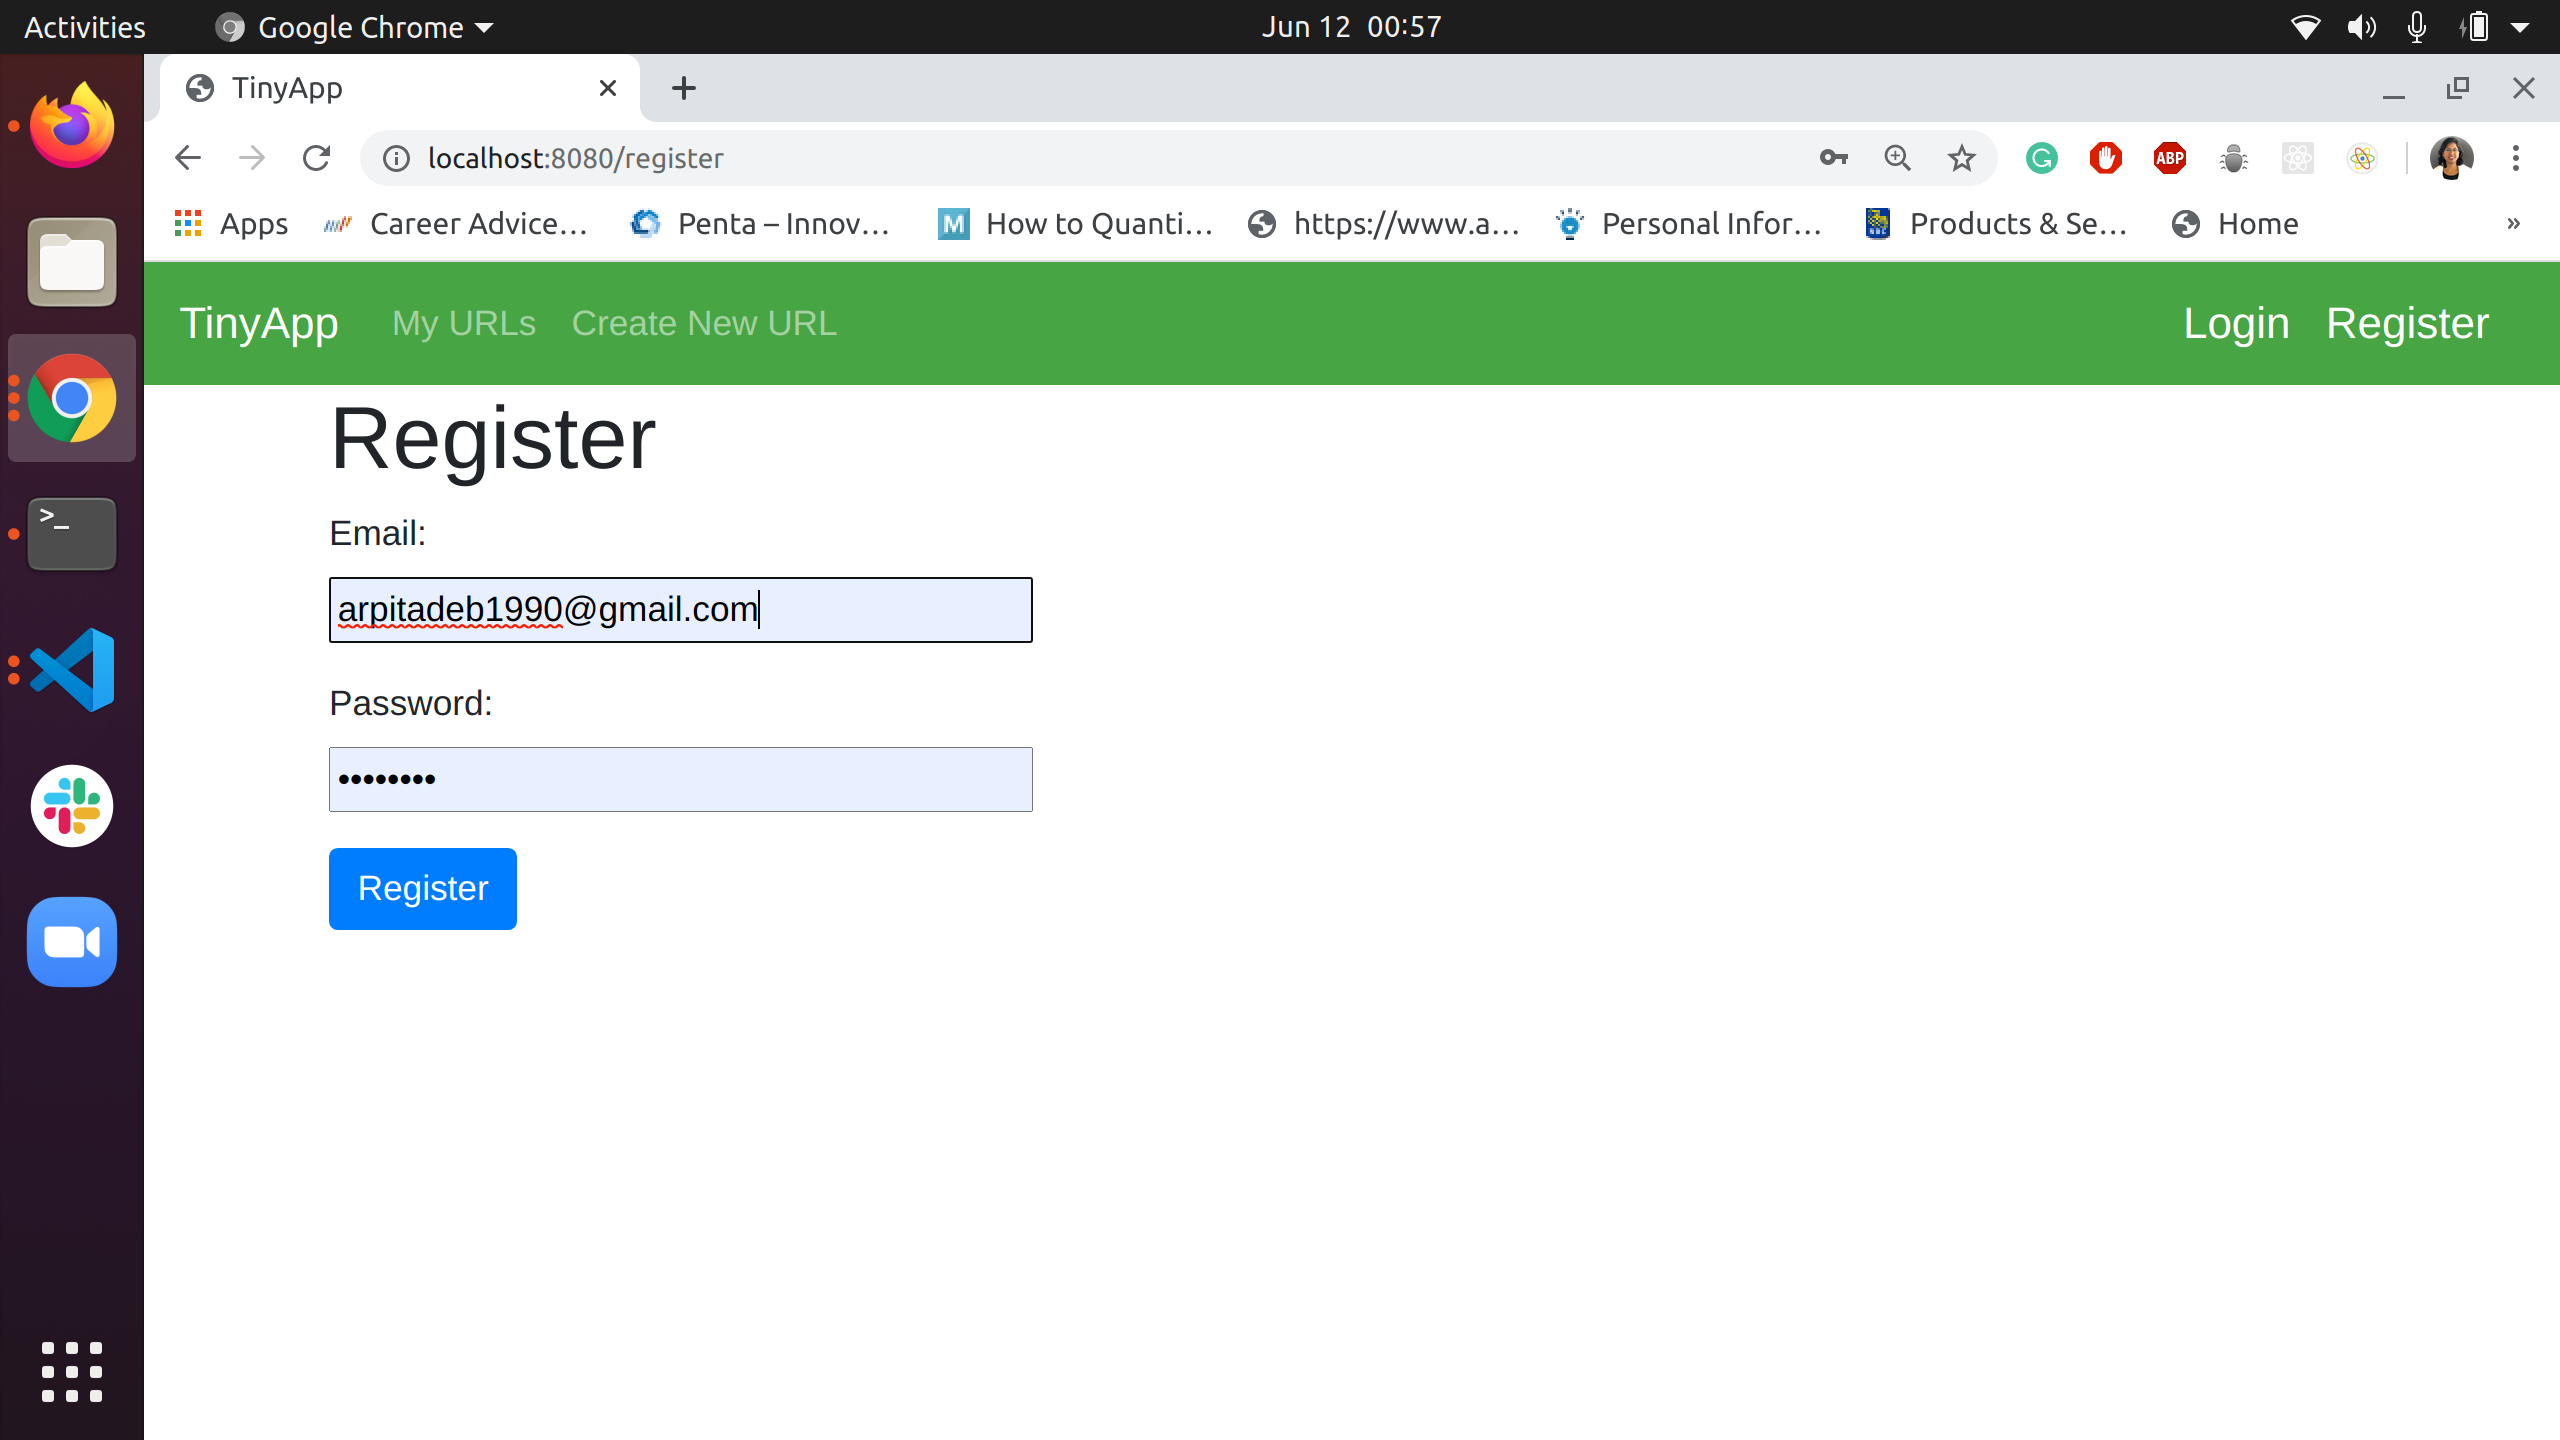 Activities Google Chrome Jun 12 00:57
TinyApp
localhost:8080/register ABP
Apps Career Advice... Penta – Innov... M How to Quanti... https://www.a... Personal Infor... Products & Se... Home »
TinyApp My URLs Create New URL Login Register
Register
Email:
arpitadeb1990@gmail.com
Password:
••••••••
Register
>_